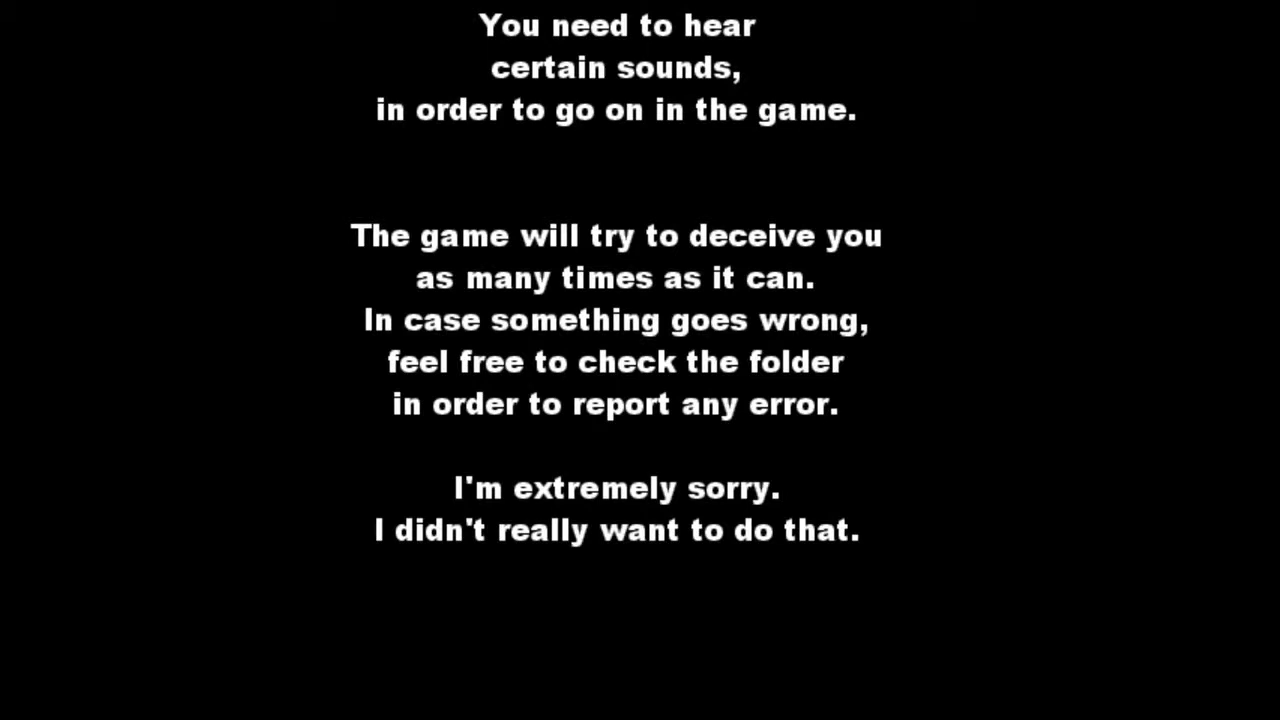 You need to hear
certain sounds,
in order to go on in the game.
The game will try to deceive you
as many times as it can.
In case something goes wrong,
feel free to check the folder
in order to report any error.
I'm extremely sorry.
I didn't really want to do that.